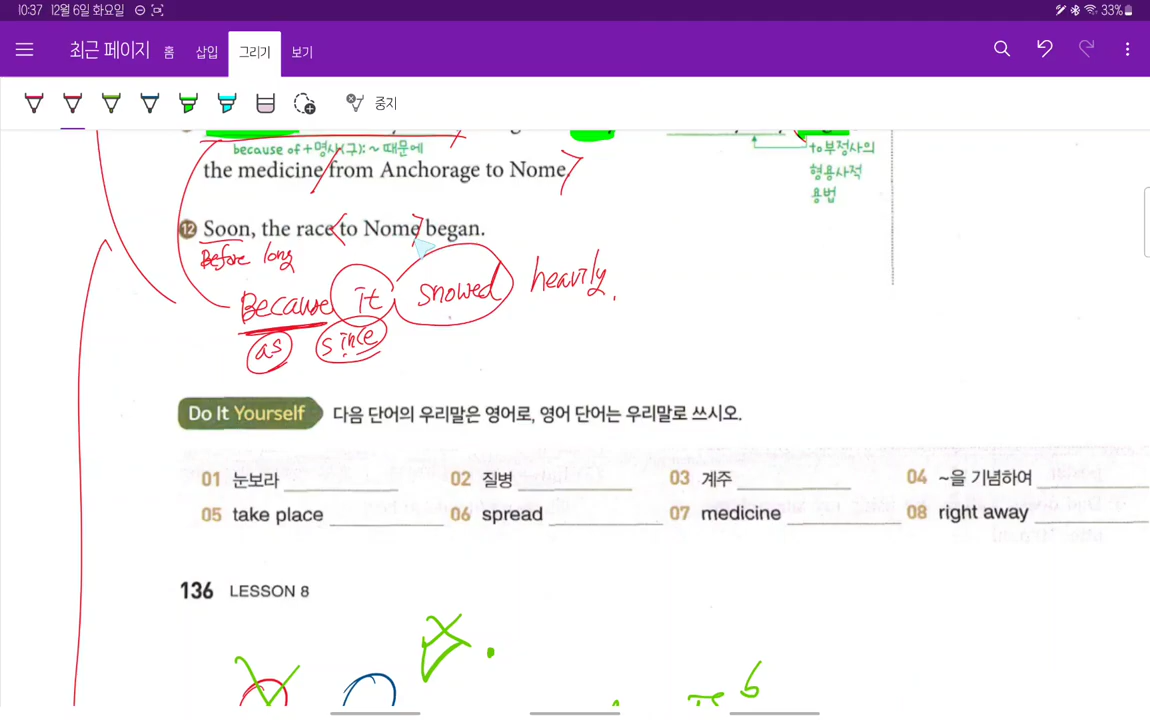 10:37 12월 6일 화요일 33%
최근 페이지 홈 삽입 그리기 보기
중지
because of + 명사(구): ~ 때문에
to부정사의
the medicine from Anchorage to Nome.
형용사적
용법
12 Soon, the race to Nome began.
Before long
Because it snowed heavily.
as since
Do It Yourself 다음 단어의 우리말은 영어로, 영어 단어는 우리말로 쓰시오.
01 눈보라 02 질병 03 계주 04 ~을 기념하여
05 take place 06 spread 07 medicine 08 right away
136 LESSON 8
6